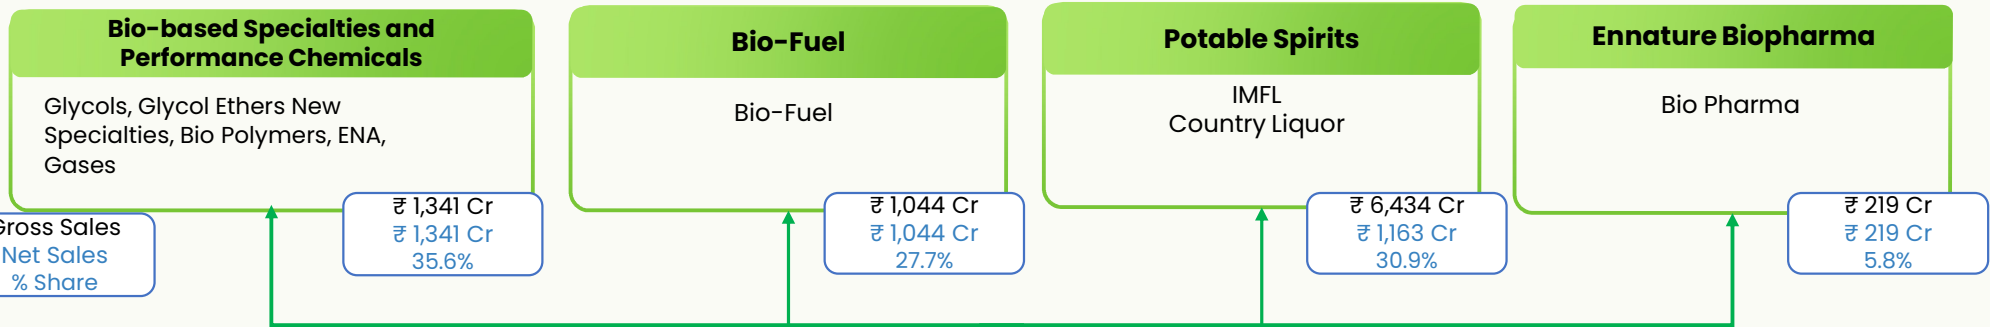 Bio-based Specialties and
Performance Chemicals
Glycols, Glycol Ethers New
Specialties, Bio Polymers, ENA,
Gases
Gross Sales
Net Sales
% Share
₹ 1,341 Cr
₹ 1,341 Cr
35.6%
Bio-Fuel
Bio-Fuel
₹ 1,044 Cr
₹ 1,044 Cr
27.7%
Potable Spirits
IMFL
Country Liquor
₹ 6,434 Cr
₹ 1,163 Cr
30.9%
Ennature Biopharma
Bio Pharma
₹ 219 Cr
₹ 219 Cr
5.8%